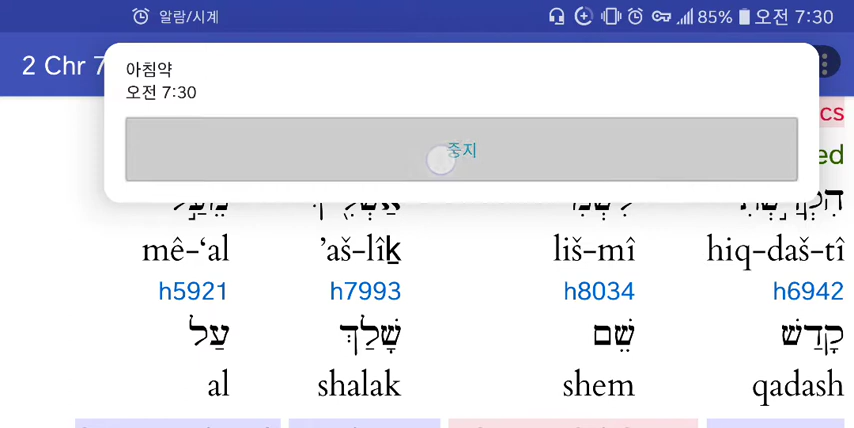 알람/시계 85% 오전 7:30
2 Chr 7
아침약
오전 7:30
중지
cs
ed
mê-‘al ’aš-lîḵ liš-mî hiq-daš-tî
h5921 h7993 h8034 h6942
עַל שָׁלַךְ שֵׁם קָדַשׁ
al shalak shem qadash